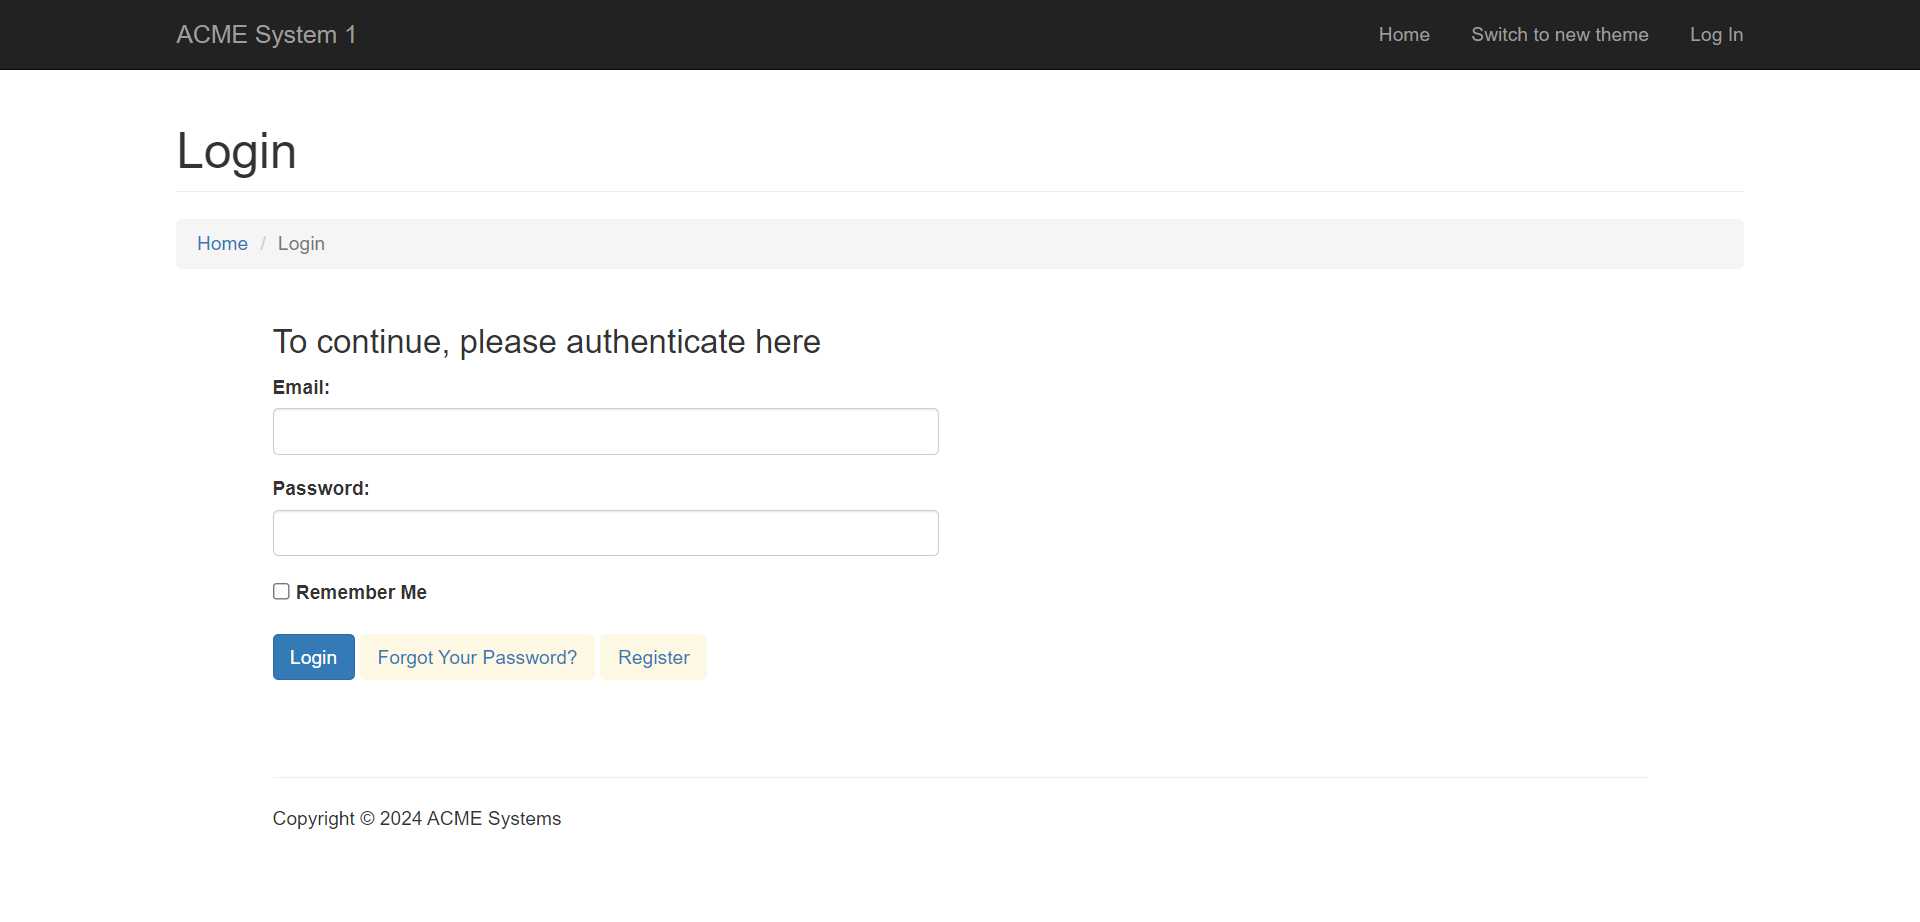 ACME System 1 Home Switch to new theme Log In
Login
Home / Login
To continue, please authenticate here
Email:
Password:
Remember Me
Login Forgot Your Password? Register
Copyright © 2024 ACME Systems